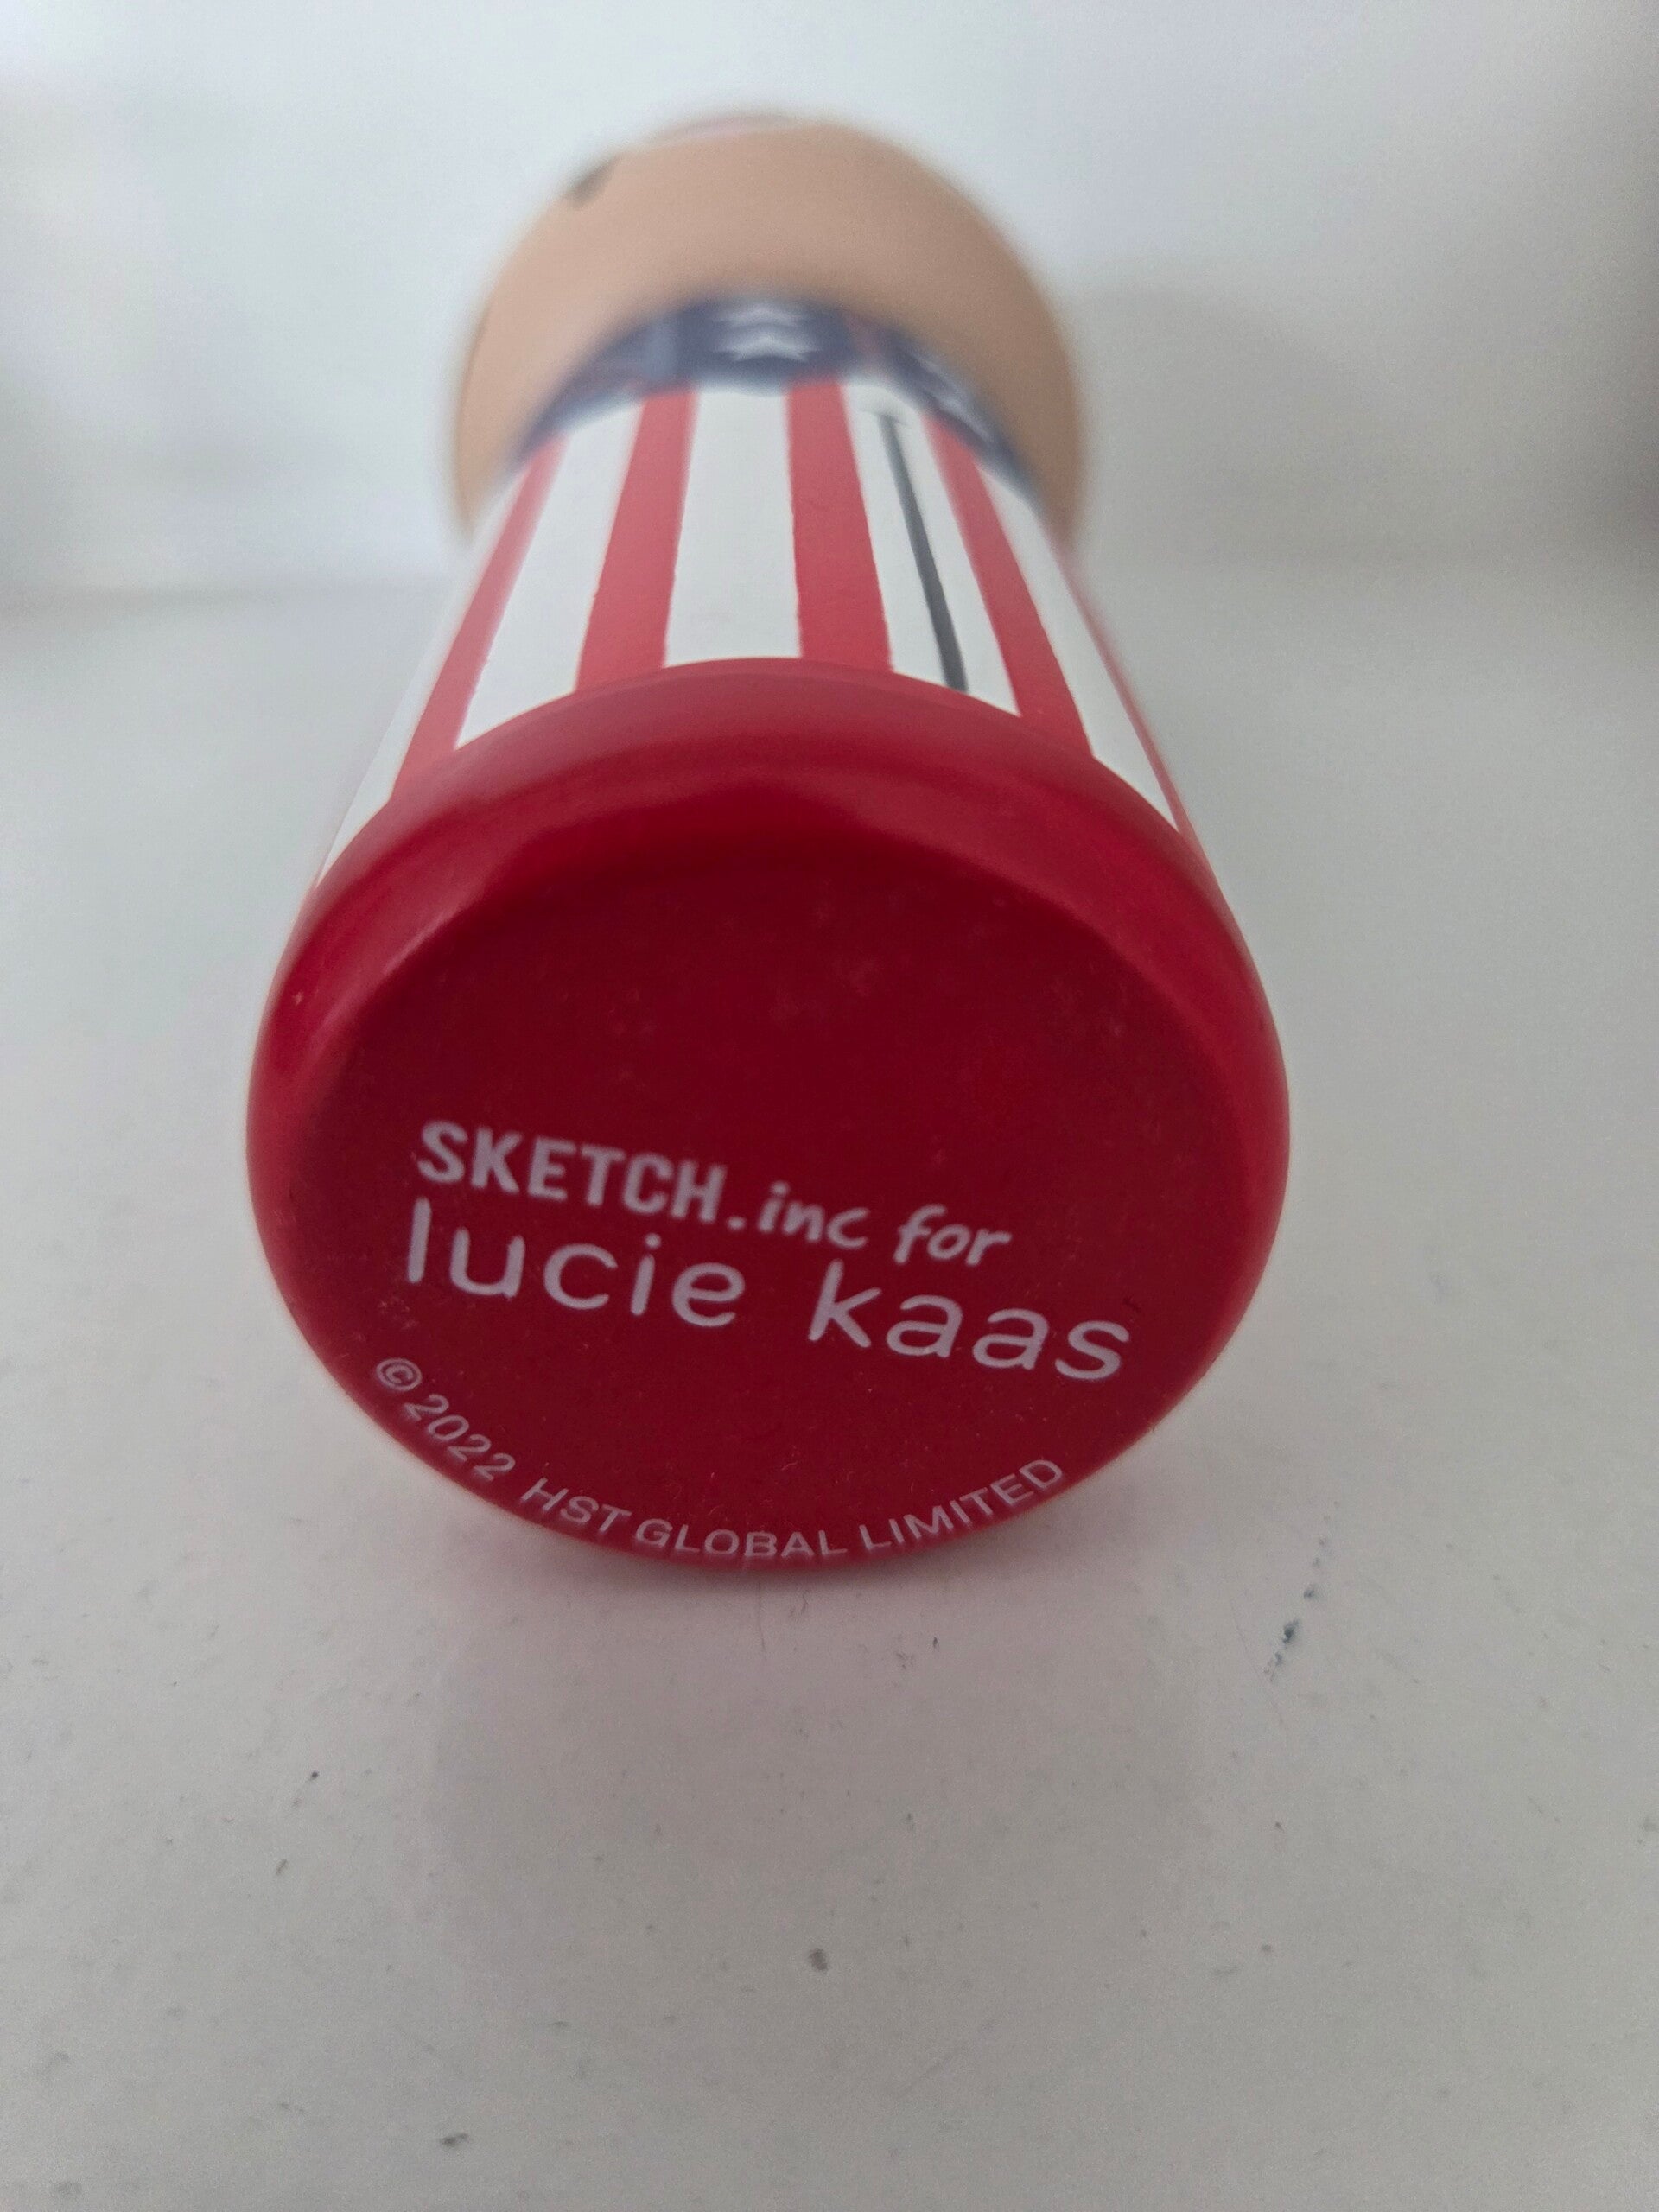 SKETCH.inc for
lucie kaas
© 2022 HST GLOBAL LIMITED